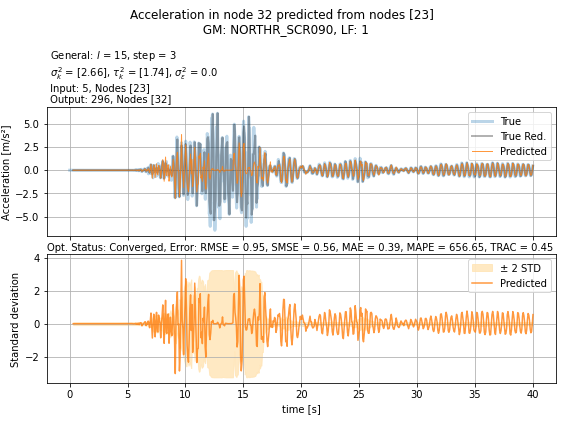 Acceleration in node 32 predicted from nodes [23]
GM: NORTHR_SCR090, LF: 1
General: l = 15, step = 3
σ²ₖ = [2.66], τ²ₖ = [1.74], σ²ε = 0.0
Input: 5, Nodes [23]
Output: 296, Nodes [32]
Acceleration [m/s²]
5.0
2.5
0.0
−2.5
−5.0
True
True Red.
Predicted
Opt. Status: Converged, Error: RMSE = 0.95, SMSE = 0.56, MAE = 0.39, MAPE = 656.65, TRAC = 0.45
Standard deviation
4
2
0
−2
± 2 STD
Predicted
0 5 10 15 20 25 30 35 40
time [s]